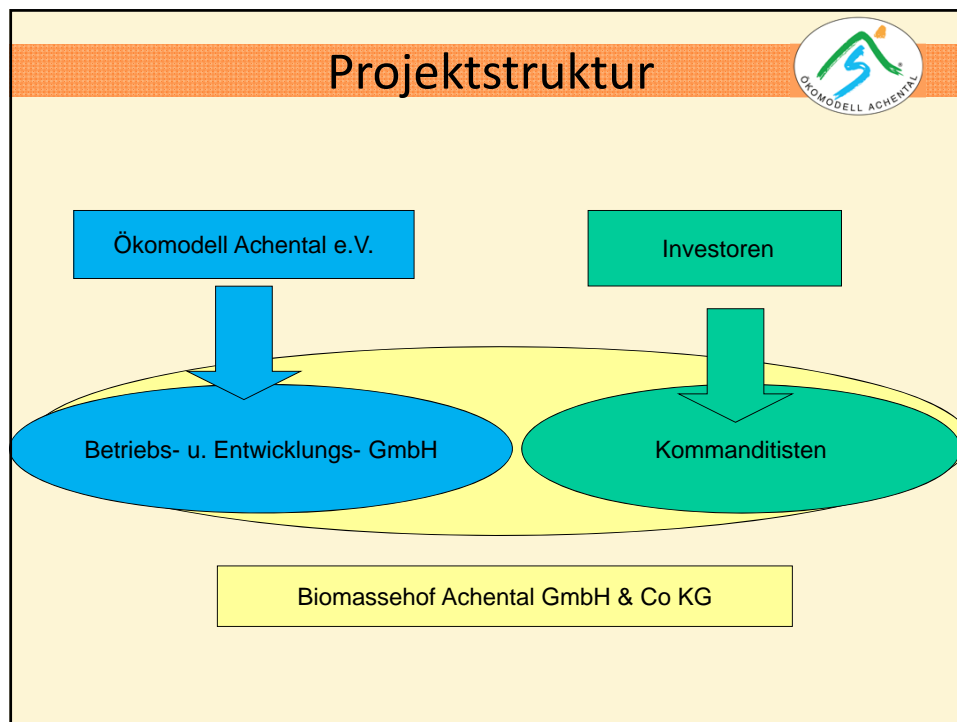 Projektstruktur
ÖKOMODELL ACHENTAL
®
Ökomodell Achental e.V.
Investoren
Betriebs- u. Entwicklungs- GmbH
Kommanditisten
Biomassehof Achental GmbH & Co KG